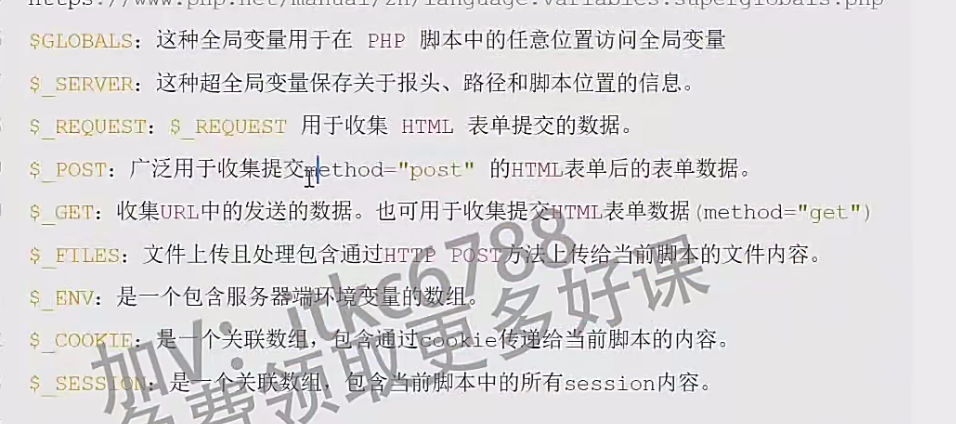 https://www.php.net/manual/zh/language.variables.superglobals.php
$GLOBALS：这种全局变量用于在 PHP 脚本中的任意位置访问全局变量
$_SERVER：这种超全局变量保存关于报头、路径和脚本位置的信息。
$_REQUEST：$_REQUEST 用于收集 HTML 表单提交的数据。
$_POST：广泛用于收集提交method="post" 的HTML表单后的表单数据。
$_GET：收集URL中的发送的数据。也可用于收集提交HTML表单数据(method="get")
$_FILES：文件上传且处理包含通过HTTP POST方法上传给当前脚本的文件内容。
$_ENV：是一个包含服务器端环境变量的数组。
$_COOKIE：是一个关联数组，包含通过cookie传递给当前脚本的内容。
$_SESSION：是一个关联数组，包含当前脚本中的所有session内容。
加V：itkc6788
免费领取更多好课